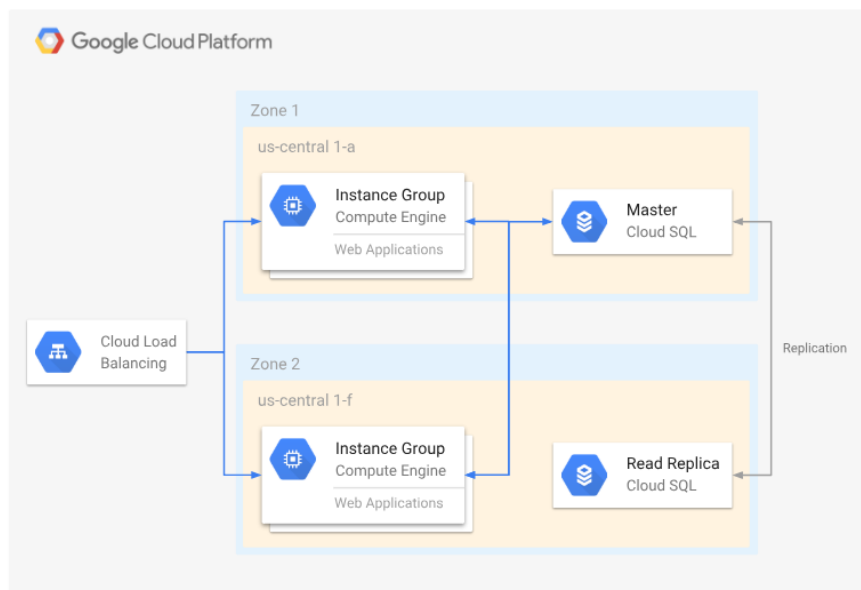 Google Cloud Platform
Zone 1
us-central 1-a
Instance Group
Compute Engine
Web Applications
Master
Cloud SQL
Cloud Load
Balancing
Replication
Zone 2
us-central 1-f
Instance Group
Compute Engine
Web Applications
Read Replica
Cloud SQL